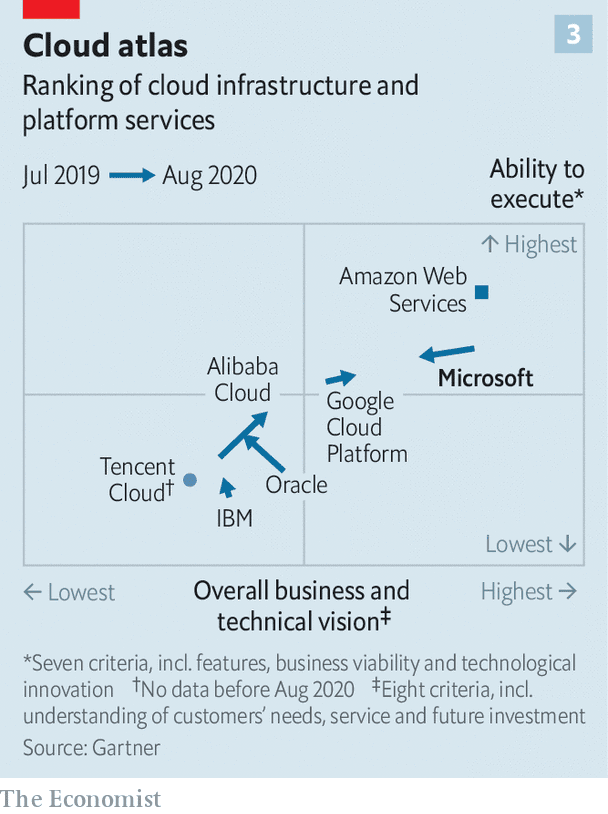 3
Cloud atlas
Ranking of cloud infrastructure and
platform services
Jul 2019 → Aug 2020
Ability to
execute*
↑ Highest
Amazon Web
Services
Microsoft
Alibaba
Cloud
Google
Cloud
Platform
Tencent
Cloud†
Oracle
IBM
Lowest ↓
← Lowest
Overall business and
technical vision‡
Highest →
*Seven criteria, incl. features, business viability and technological
innovation †No data before Aug 2020 ‡Eight criteria, incl.
understanding of customers’ needs, service and future investment
Source: Gartner
The Economist